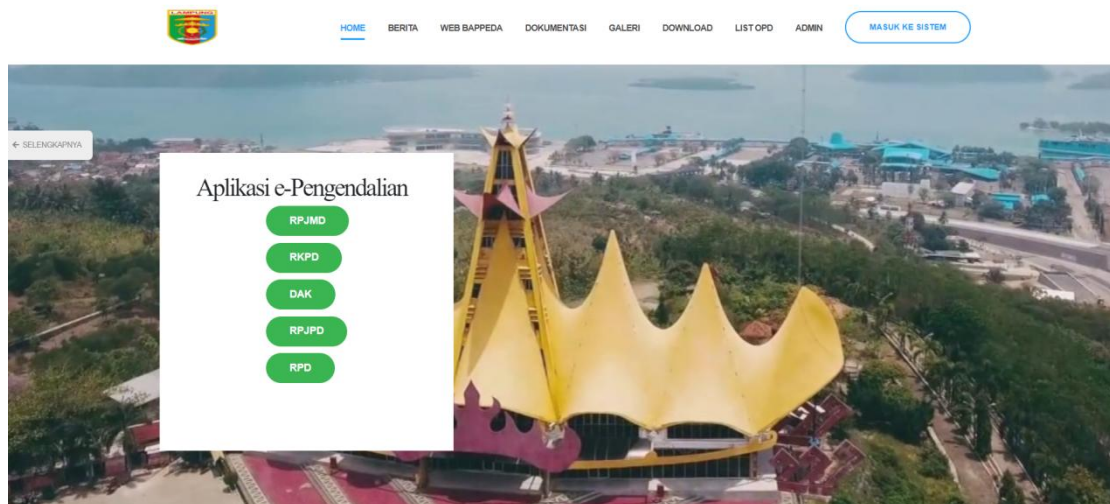 LAMPUNG
HOME BERITA WEB BAPPEDA DOKUMENTASI GALERI DOWNLOAD LIST OPD ADMIN MASUK KE SISTEM
← SELENGKAPNYA
Aplikasi e-Pengendalian
RPJMD
RKPD
DAK
RPJPD
RPD